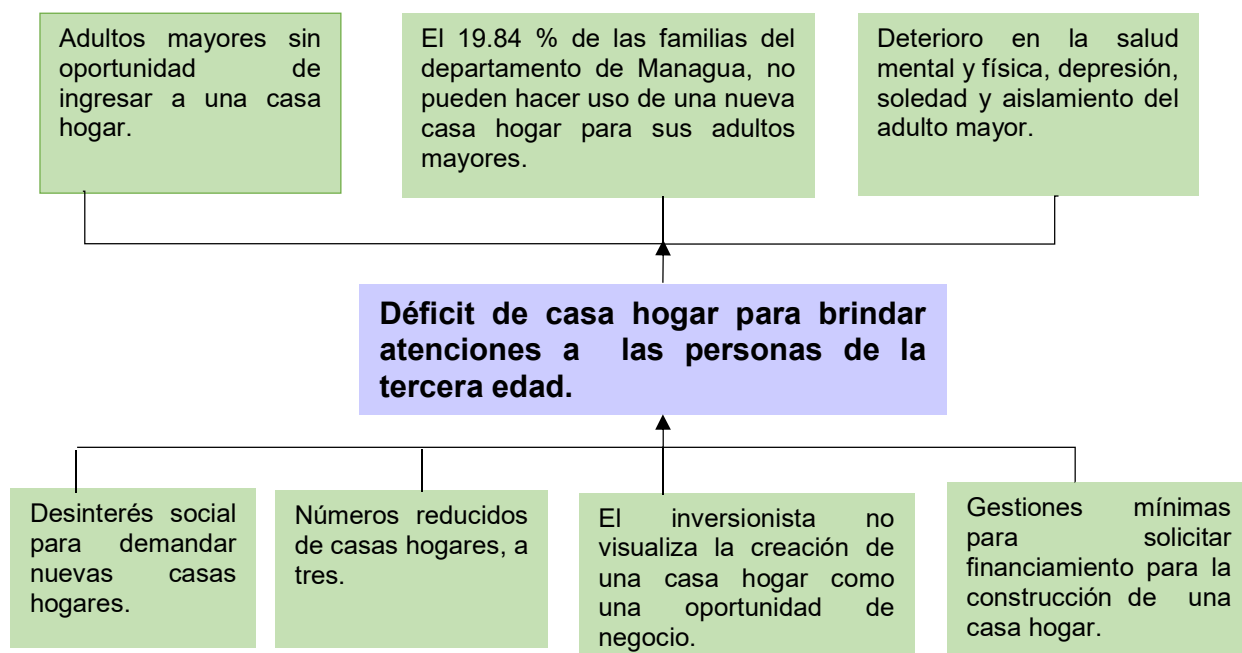 Adultos mayores sin
oportunidad de
ingresar a una casa
hogar.
El 19.84 % de las familias del
departamento de Managua, no
pueden hacer uso de una nueva
casa hogar para sus adultos
mayores.
Deterioro en la salud
mental y física, depresión,
soledad y aislamiento del
adulto mayor.
Déficit de casa hogar para brindar
atenciones a las personas de la
tercera edad.
Desinterés social
para demandar
nuevas casas
hogares.
Números reducidos
de casas hogares, a
tres.
El inversionista no
visualiza la creación de
una casa hogar como
una oportunidad de
negocio.
Gestiones mínimas
para solicitar
financiamiento para la
construcción de una
casa hogar.